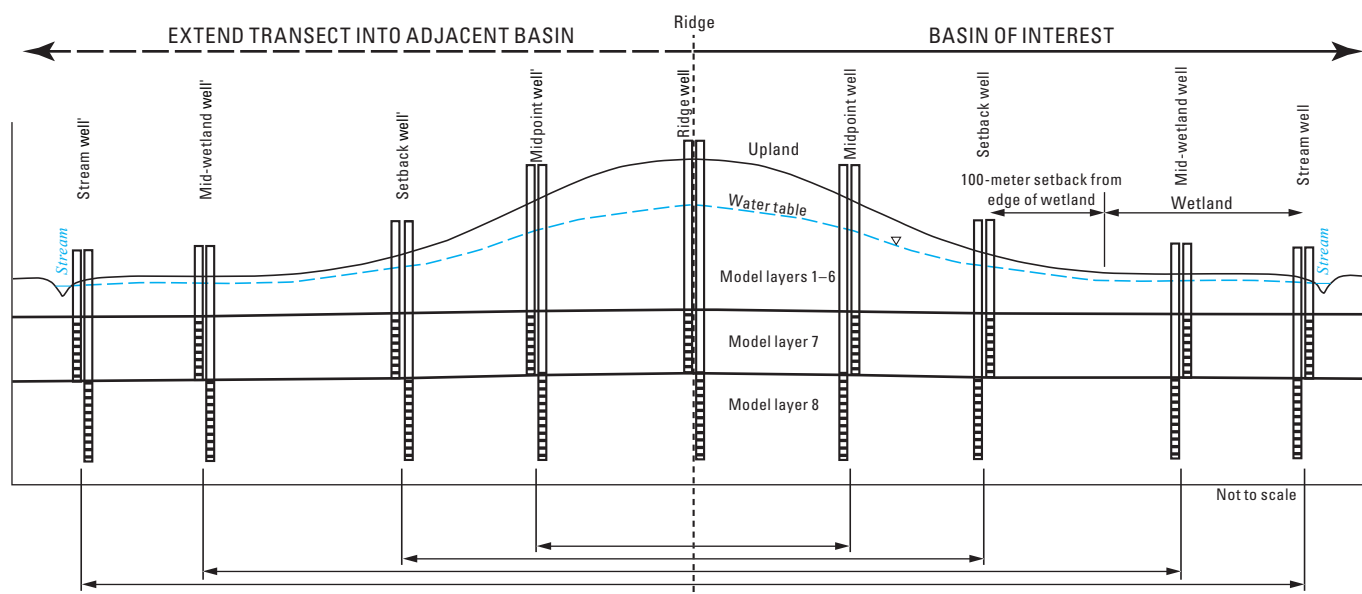 Ridge
EXTEND TRANSECT INTO ADJACENT BASIN
BASIN OF INTEREST
Stream well'
Mid-wetland well'
Setback well'
Midpoint well'
Ridge well
Midpoint well
Setback well
Mid-wetland well
Stream well
Upland
Water table
100-meter setback from
edge of wetland
Wetland
Stream
Stream
Model layers 1–6
Model layer 7
Model layer 8
Not to scale